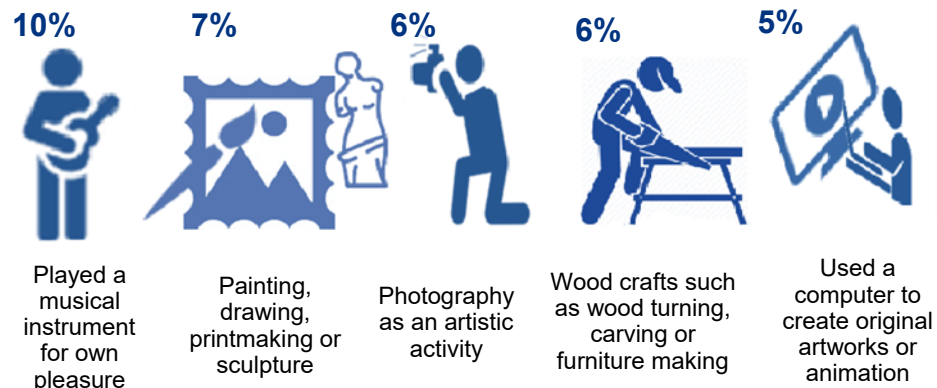 10%
Played a
musical
instrument
for own
pleasure
7%
Painting,
drawing,
printmaking or
sculpture
6%
Photography
as an artistic
activity
6%
Wood crafts such
as wood turning,
carving or
furniture making
5%
Used a
computer to
create original
artworks or
animation